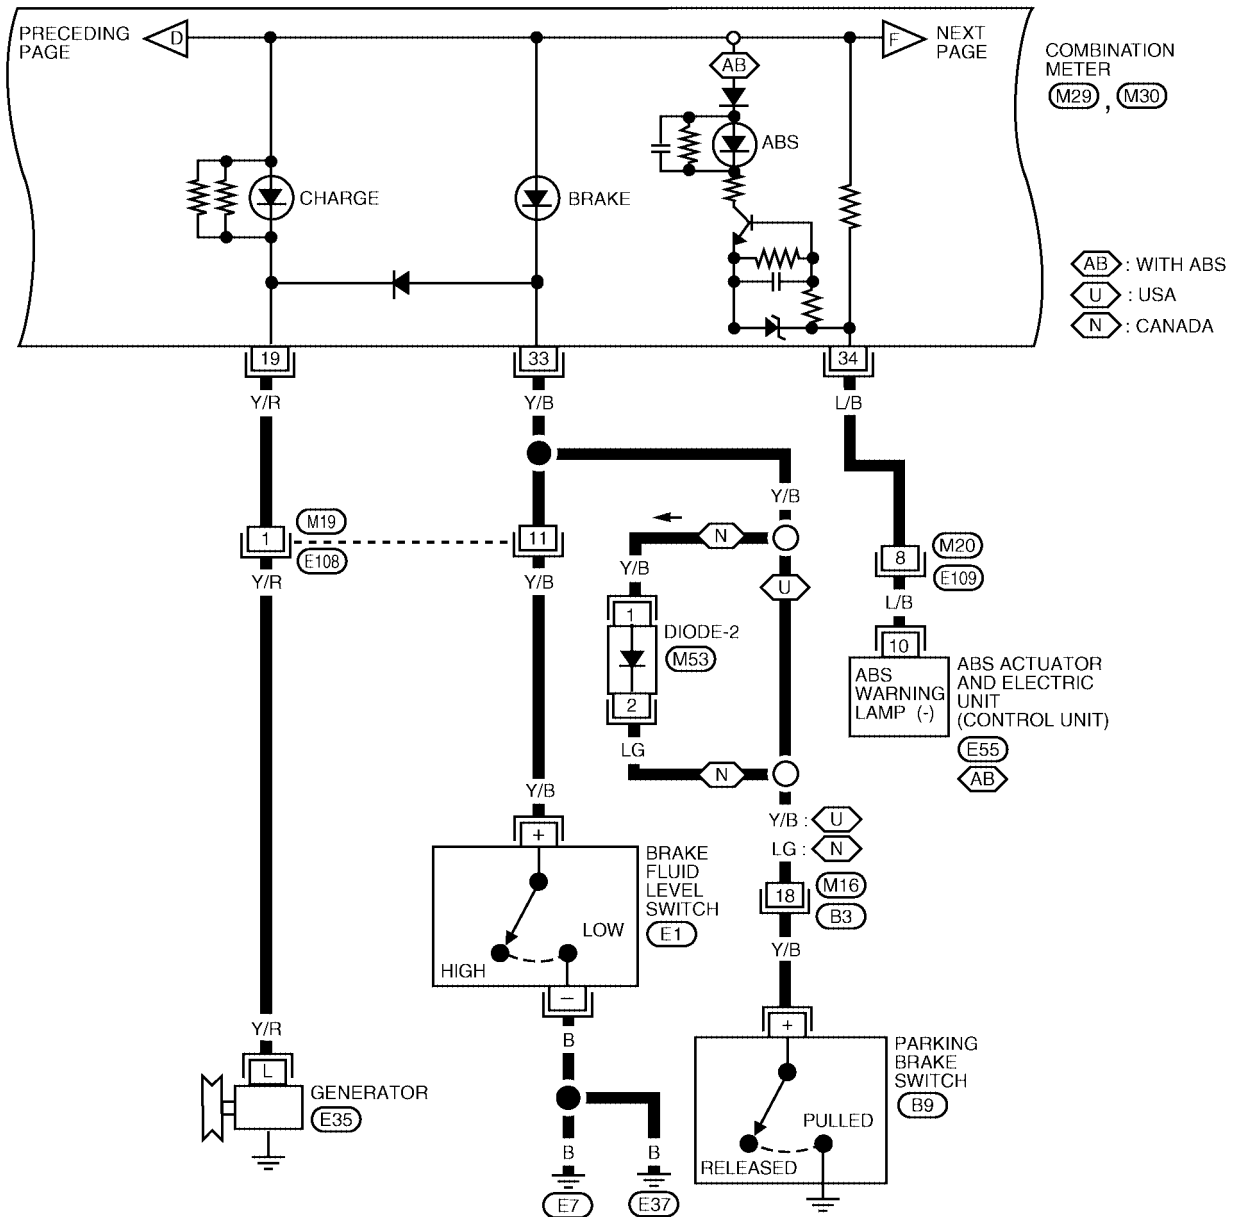 PRECEDING
PAGE
D
F
NEXT
PAGE
COMBINATION
METER
M29 , M30
AB
ABS
CHARGE
BRAKE
AB : WITH ABS
U : USA
N : CANADA
19
33
34
Y/R
Y/B
L/B
Y/B
1
M19
E108
11
N
U
8
M20
E109
Y/R
Y/B
Y/B
L/B
1
DIODE-2
M53
2
10
ABS
WARNING
LAMP (-)
ABS ACTUATOR
AND ELECTRIC
UNIT
(CONTROL UNIT)
E55
AB
LG
N
Y/B
Y/B : U
LG : N
+
BRAKE
FLUID
LEVEL
SWITCH
E1
LOW
HIGH
–
18
M16
B3
Y/B
Y/R
B
L
GENERATOR
E35
+
PARKING
BRAKE
SWITCH
B9
PULLED
RELEASED
B
B
E7
E37